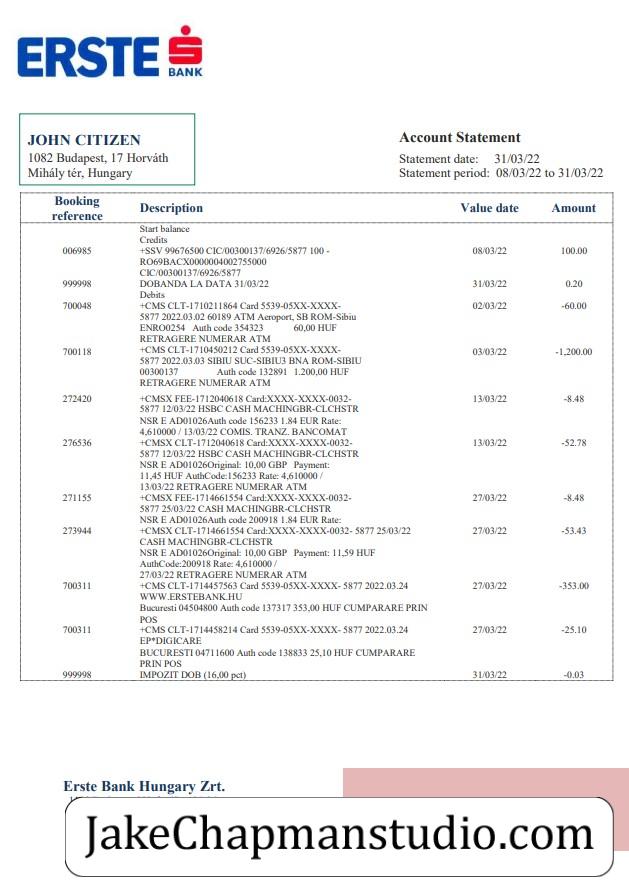 ERSTE
BANK
JOHN CITIZEN
1082 Budapest, 17 Horváth
Mihály tér, Hungary
Account Statement
Statement date: 31/03/22
Statement period: 08/03/22 to 31/03/22
Booking reference Description Value date Amount
Start balance
Credits
006985 +SSV 99676500 CIC/00300137/6926/5877 100 - 08/03/22 100.00
RO69BACX0000004002755000
CIC/00300137/6926/5877
999998 DOBANDA LA DATA 31/03/22 31/03/22 0.20
Debits
700048 +CMS CLT-1710211864 Card 5539-05XX-XXXX- 02/03/22 -60.00
5877 2022.03.02 60189 ATM Aeroport, SB ROM-Sibiu
ENRO0254 Auth code 354323 60,00 HUF
RETRAGERE NUMERAR ATM
700118 +CMS CLT-1710450212 Card 5539-05XX-XXXX- 03/03/22 -1,200.00
5877 2022.03.03 SIBIU SUC-SIBIU3 BNA ROM-SIBIU
00300137 Auth code 132891 1.200,00 HUF
RETRAGERE NUMERAR ATM
272420 +CMSX FEE-1712040618 Card:XXXX-XXXX-0032- 13/03/22 -8.48
5877 12/03/22 HSBC CASH MACHINGBR-CLCHSTR
NSR E AD01026Auth code 156233 1.84 EUR Rate:
4,610000 / 13/03/22 COMIS. TRANZ. BANCOMAT
276536 +CMSX CLT-1712040618 Card:XXXX-XXXX-0032- 13/03/22 -52.78
5877 12/03/22 HSBC CASH MACHINGBR-CLCHSTR
NSR E AD01026Original: 10,00 GBP Payment:
11,45 HUF AuthCode:156233 Rate: 4,610000 /
13/03/22 RETRAGERE NUMERAR ATM
271155 +CMSX FEE-1714661554 Card:XXXX-XXXX-0032- 27/03/22 -8.48
5877 25/03/22 CASH MACHINGBR-CLCHSTR
NSR E AD01026Auth code 200918 1.84 EUR Rate:
273944 +CMSX CLT-1714661554 Card:XXXX-XXXX-0032- 5877 25/03/22 27/03/22 -53.43
CASH MACHINGBR-CLCHSTR
NSR E AD01026Original: 10,00 GBP Payment: 11,59 HUF
AuthCode:200918 Rate: 4,610000 /
27/03/22 RETRAGERE NUMERAR ATM
700311 +CMS CLT-1714457563 Card 5539-05XX-XXXX- 5877 2022.03.24 27/03/22 -353.00
WWW.ERSTEBANK.HU
Bucuresti 04504800 Auth code 137317 353,00 HUF CUMPARARE PRIN
POS
700311 +CMS CLT-1714458214 Card 5539-05XX-XXXX- 5877 2022.03.24 27/03/22 -25.10
EP*DIGICARE
BUCURESTI 04711600 Auth code 138833 25,10 HUF CUMPARARE
PRIN POS
999998 IMPOZIT DOB (16,00 pct) 31/03/22 -0.03
Erste Bank Hungary Zrt.
JakeChapmanstudio.com